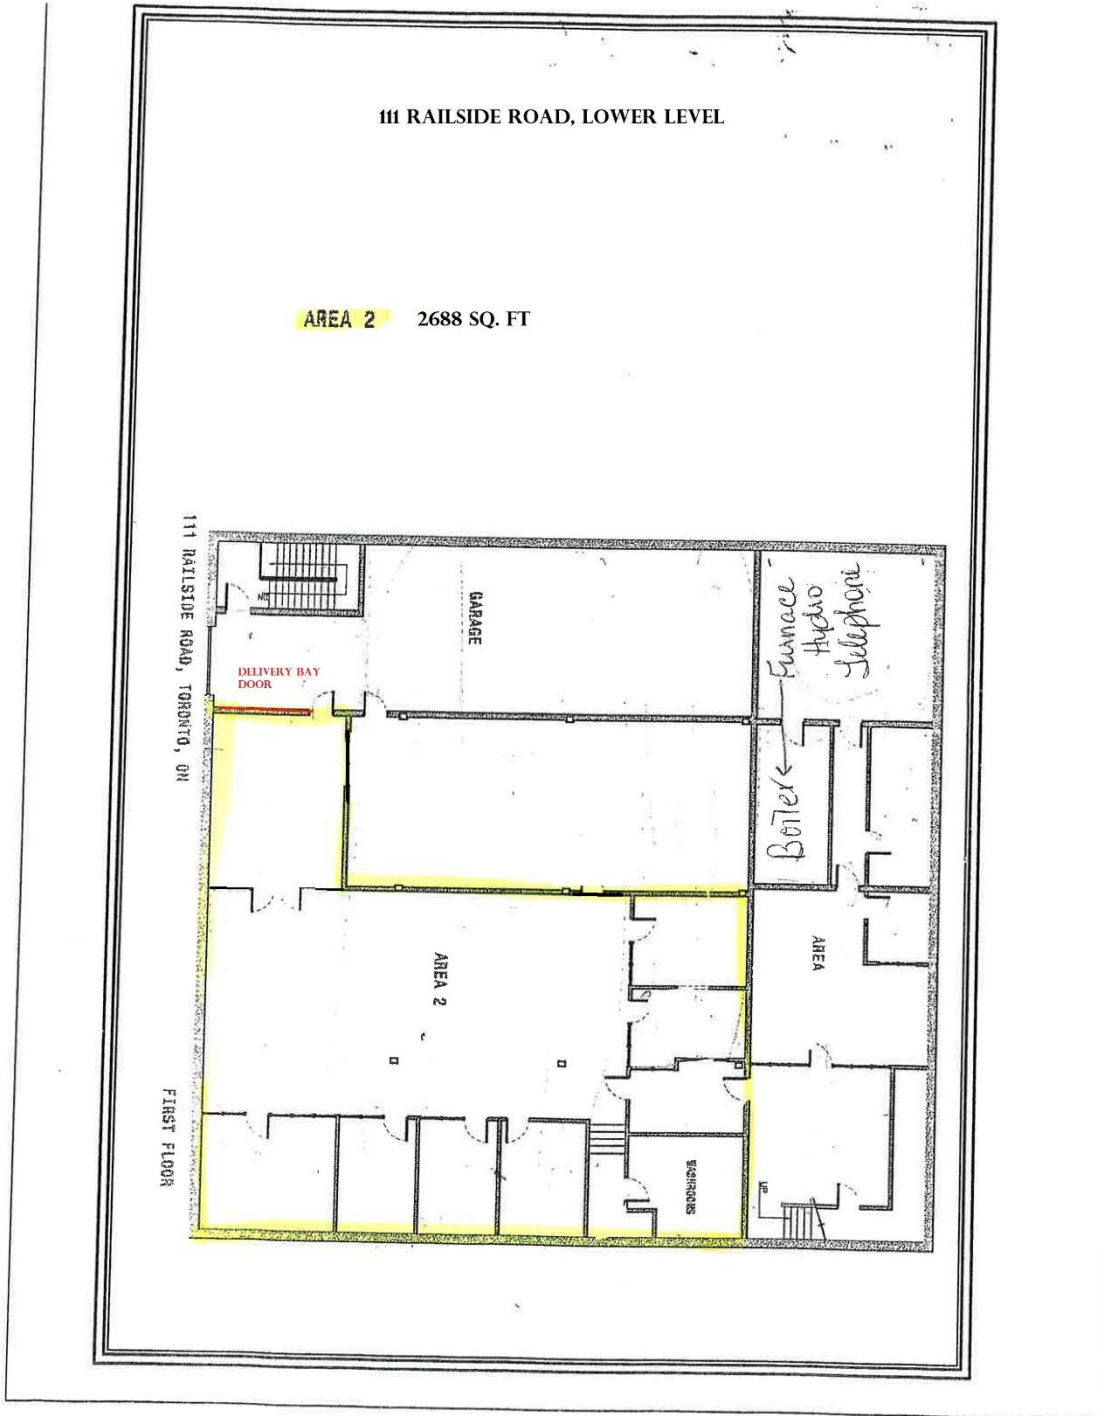 111 RAILSIDE ROAD, LOWER LEVEL
AREA 2 2688 SQ. FT
111 RAILSIDE ROAD, TORONTO, ON
FIRST FLOOR
GARAGE
DELIVERY BAY
DOOR
Furnace
Hydro
Telephone
Boiler
AREA
AREA 2
WASHROOMS
UP